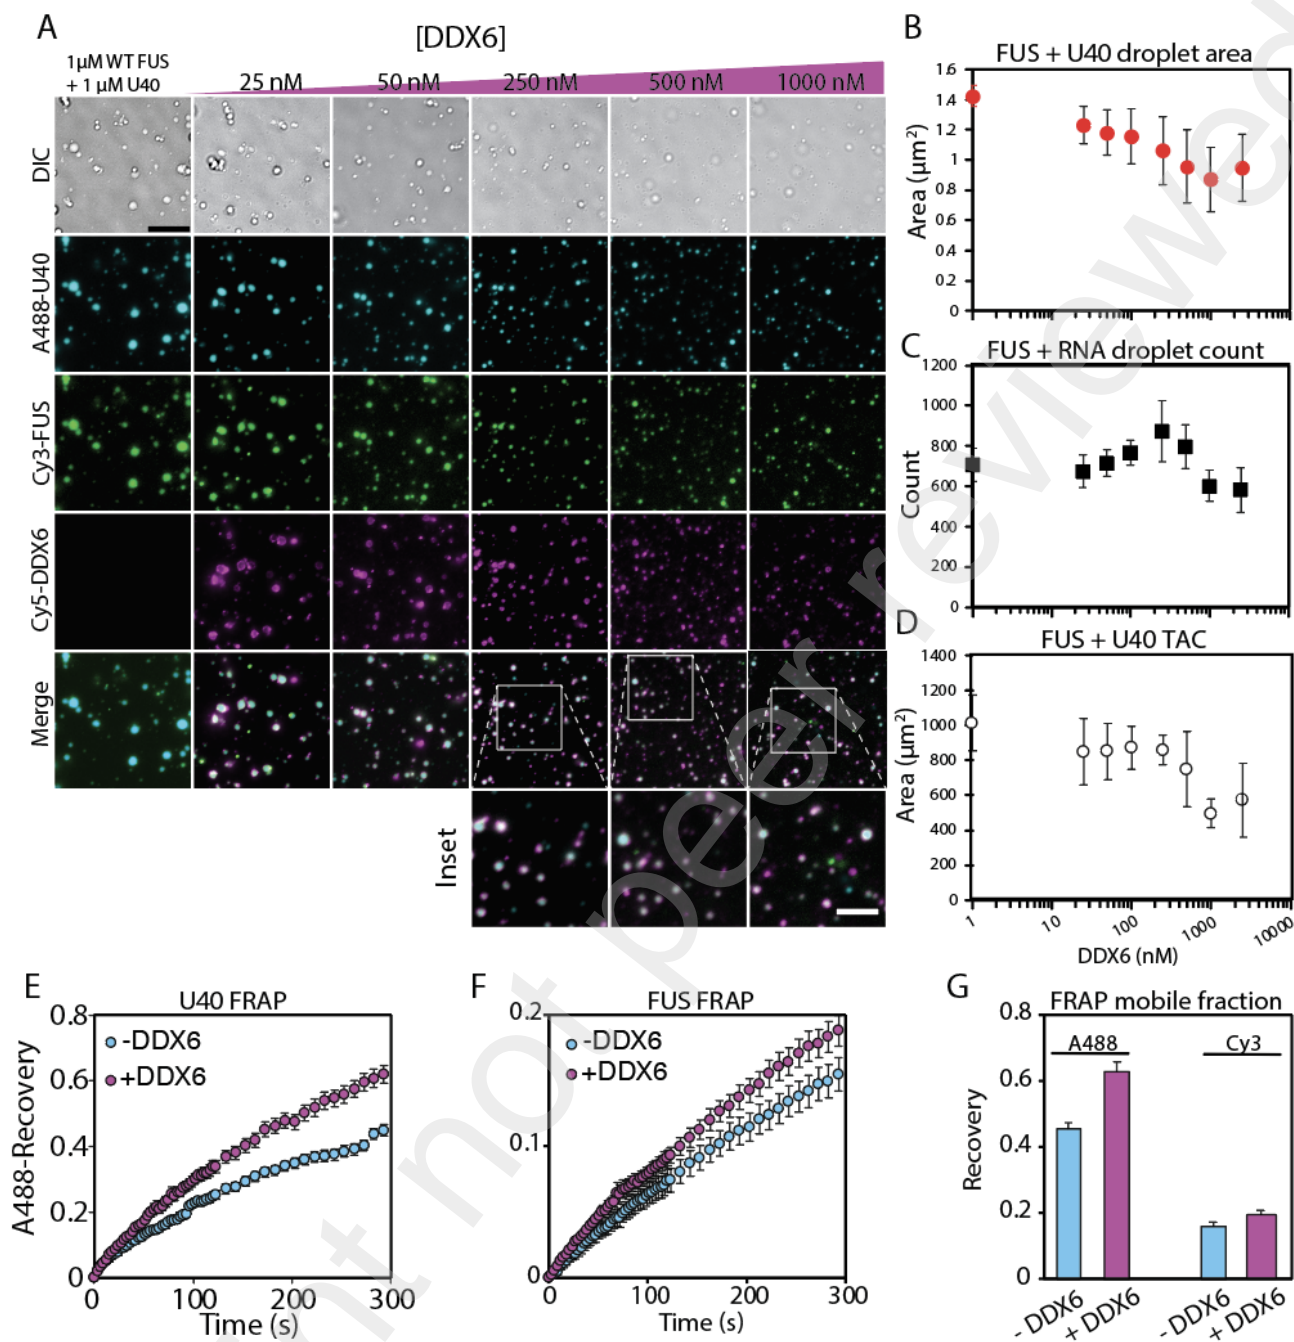 A
[DDX6]
1µM WT FUS
+ 1 µM U40
25 nM
50 nM
250 nM
500 nM
1000 nM
DIC
A488-U40
Cy3-FUS
Cy5-DDX6
Merge
Inset
B
FUS + U40 droplet area
Area (µm²)
1.6
1.4
1.2
1
0.8
0.6
0.4
0.2
0
C
FUS + RNA droplet count
Count
1200
1000
800
600
400
200
0
D
FUS + U40 TAC
Area (µm²)
1400
1200
1000
800
600
400
200
0
1
10
100
1000
10000
DDX6 (nM)
E
U40 FRAP
A488-Recovery
0.8
0.6
0.4
0.2
0
-DDX6
+DDX6
0
100
200
300
Time (s)
F
FUS FRAP
0.2
0.1
0
-DDX6
+DDX6
0
100
200
300
Time (s)
G
FRAP mobile fraction
Recovery
0.8
0.6
0.4
0.2
0
A488
Cy3
- DDX6
+ DDX6
- DDX6
+ DDX6
not peer reviewed